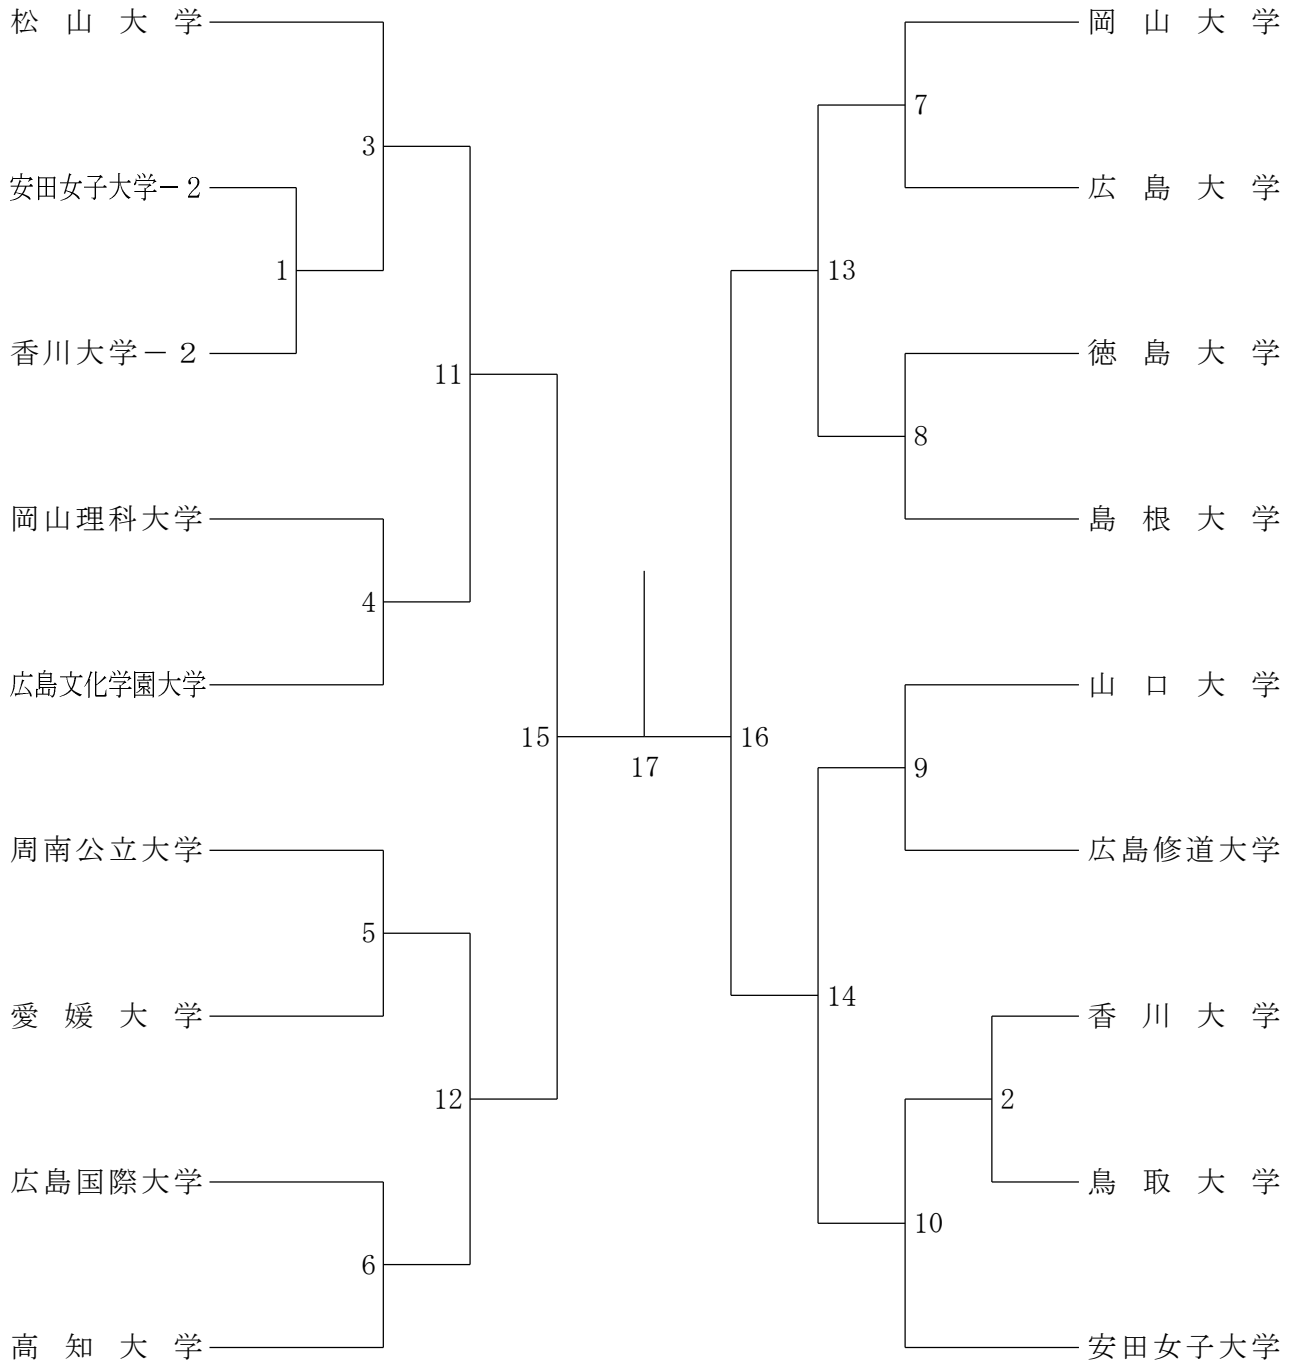 松山大学
3
安田女子大学－2
1
香川大学－２
11
岡山理科大学
4
広島文化学園大学
15
周南公立大学
5
愛媛大学
12
広島国際大学
6
高知大学
17
岡山大学
7
広島大学
13
徳島大学
8
島根大学
16
山口大学
9
広島修道大学
14
香川大学
2
鳥取大学
10
安田女子大学